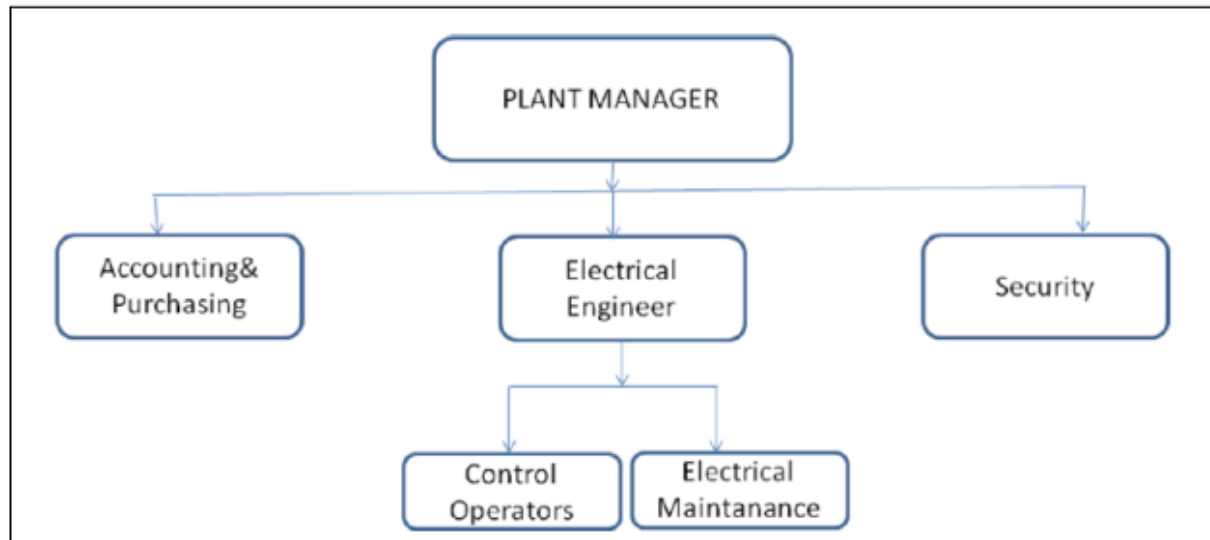 PLANT MANAGER
Accounting&
Purchasing
Electrical
Engineer
Security
Control
Operators
Electrical
Maintanance